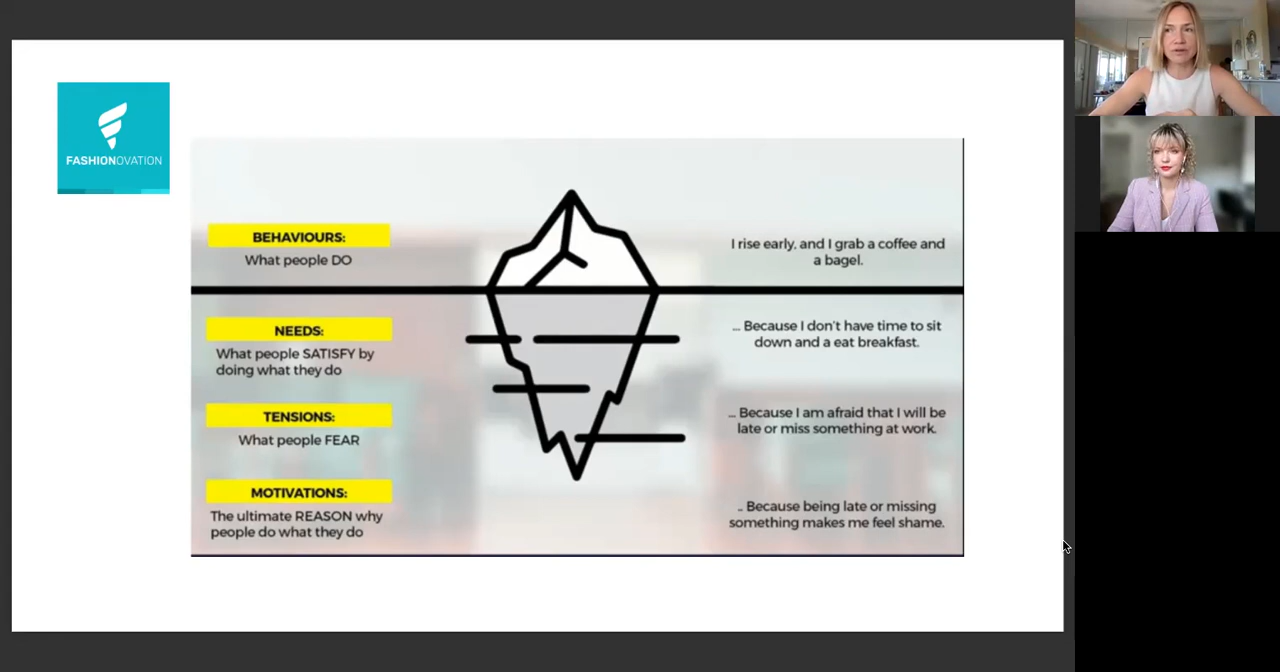 FASHIONOVATION
BEHAVIOURS:
What people DO
I rise early, and I grab a coffee and
a bagel.
NEEDS:
What people SATISFY by
doing what they do
... Because I don't have time to sit
down and a eat breakfast.
TENSIONS:
What people FEAR
... Because I am afraid that I will be
late or miss something at work.
MOTIVATIONS:
The ultimate REASON why
people do what they do
.. Because being late or missing
something makes me feel shame.